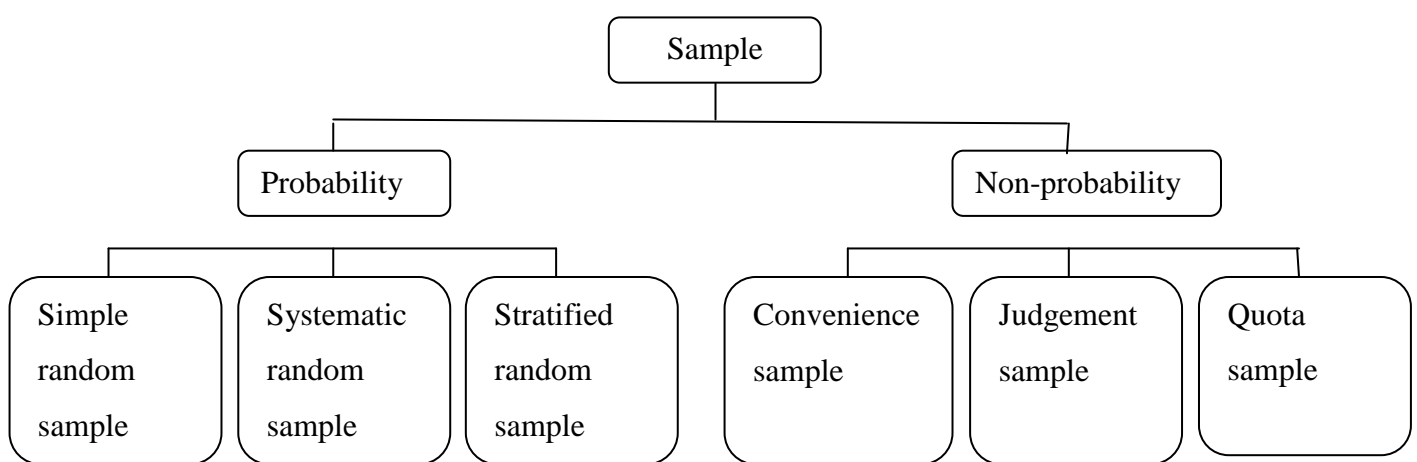 Sample
Probability
Non-probability
Simple
random
sample
Systematic
random
sample
Stratified
random
sample
Convenience
sample
Judgement
sample
Quota
sample